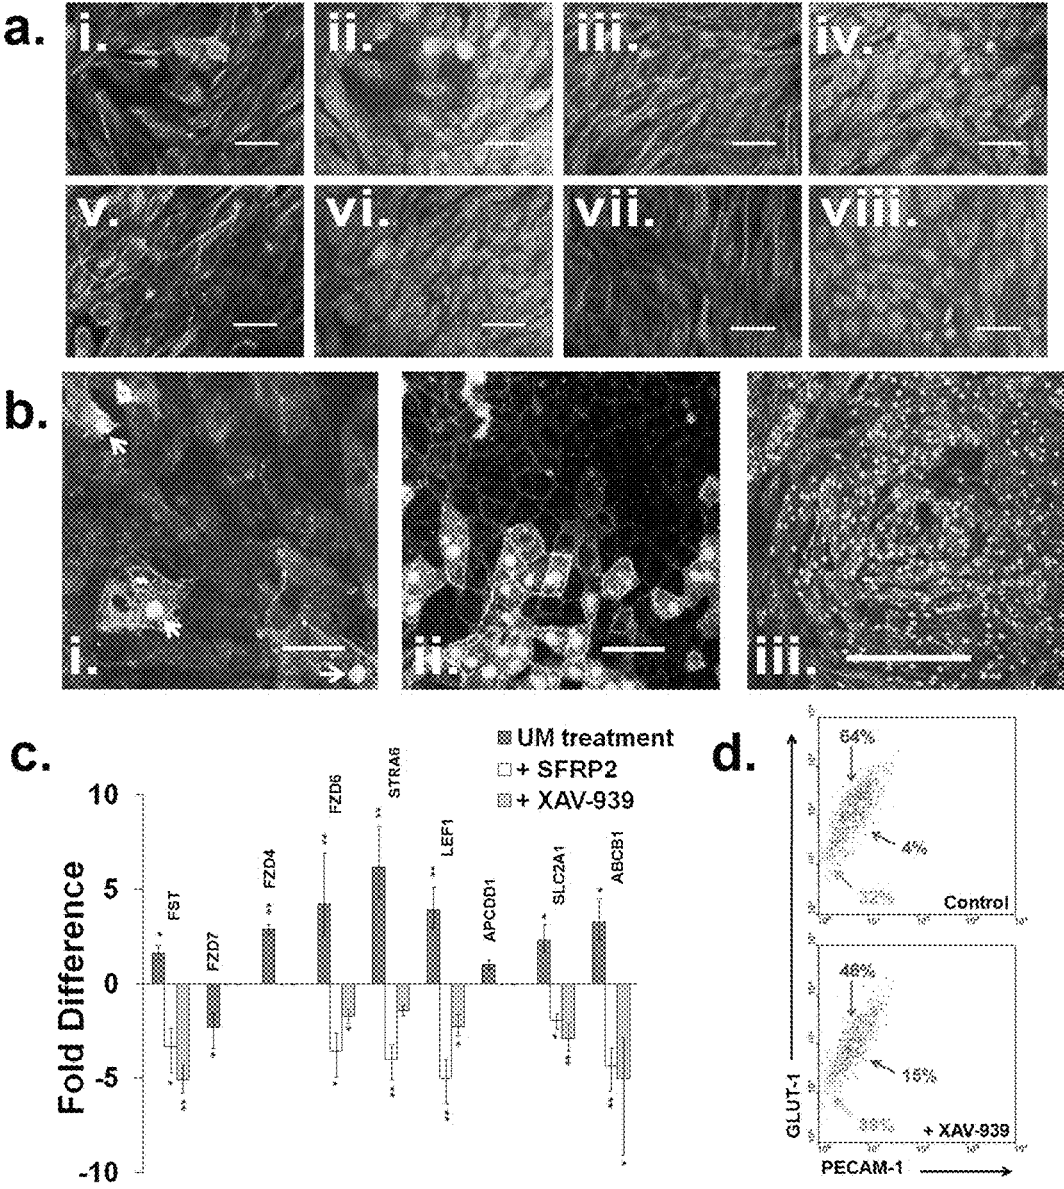 a.
i. ii. iii. iv.
v. vi. vii. viii.
b.
i. ii. iii.
c.
UM treatment
+ SFRP2
+ XAV-939
Fold Difference
10
5
0
-5
-10
FST
FZD7
FZD4
FZD6
STRA6
LEF1
APCDD1
SLC2A1
ABCB1
d.
64%
4%
32%
Control
46%
15%
39%
+ XAV-939
GLUT-1
PECAM-1